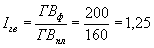 I_гв = ГВ_ф / ГВ_пл = 200 / 160 = 1,25